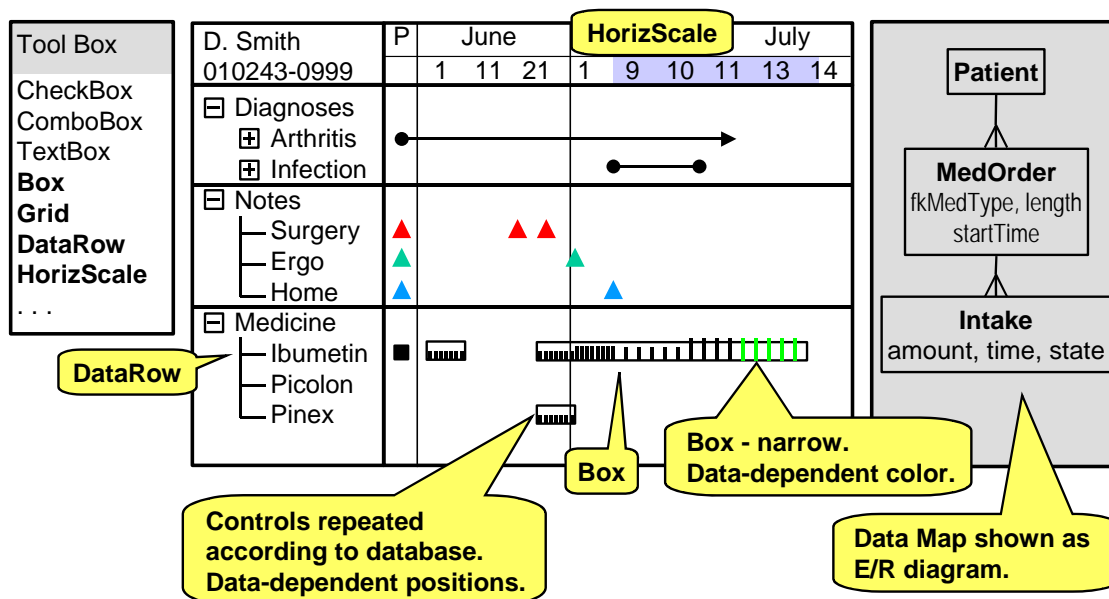 Tool Box
CheckBox
ComboBox
TextBox
Box
Grid
DataRow
HorizScale
. . .
D. Smith
010243-0999
P June HorizScale July
1 11 21 1 9 10 11 13 14
Diagnoses
Arthritis
Infection
Notes
Surgery
Ergo
Home
Medicine
Ibumetin
Picolon
Pinex
DataRow
Box
Box - narrow.
Data-dependent color.
Controls repeated
according to database.
Data-dependent positions.
Patient
MedOrder
fkMedType, length
startTime
Intake
amount, time, state
Data Map shown as
E/R diagram.